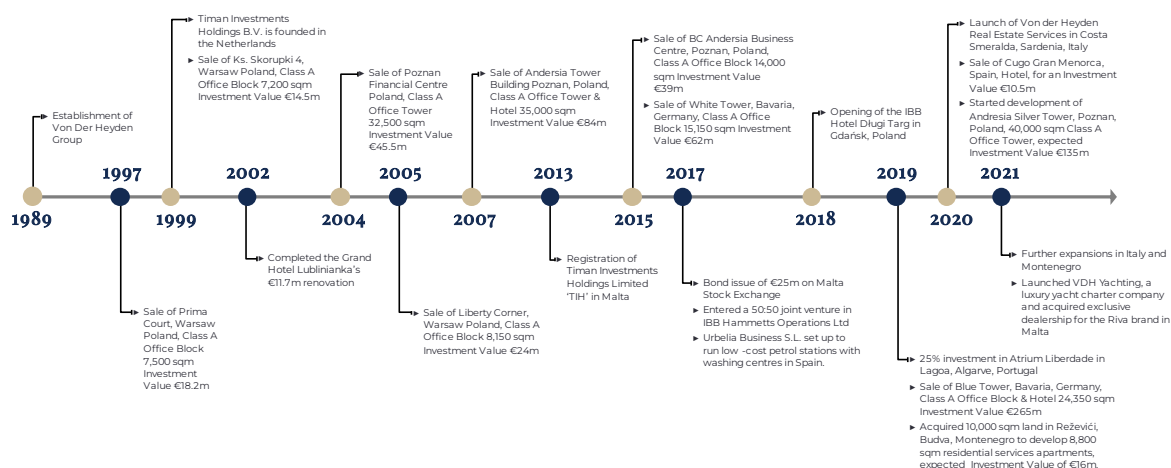 1989
Establishment of
Von Der Heyden
Group
1997
Sale of Prima
Court, Warsaw
Poland, Class A
Office Block
7,500 sqm
Investment
Value €18.2m
1999
Timan Investments
Holdings B.V. is founded in
the Netherlands
Sale of Ks. Skorupki 4,
Warsaw Poland, Class A
Office Block 7,200 sqm
Investment Value €14.5m
2002
Completed the Grand
Hotel Lublinianka's
€11.7m renovation
2004
Sale of Poznan
Financial Centre
Poland, Class A
Office Tower
32,500 sqm
Investment Value
€45.5m
2005
Sale of Liberty Corner,
Warsaw Poland, Class A
Office Block 8,150 sqm
Investment Value €24m
2007
Sale of Andersia Tower
Building Poznan, Poland,
Class A Office Tower &
Hotel 35,000 sqm
Investment Value €84m
2013
Registration of
Timan Investments
Holdings Limited
'TIH' in Malta
2015
Sale of BC Andersia Business
Centre, Poznan, Poland,
Class A Office Block 14,000
sqm Investment Value
€39m
Sale of White Tower, Bavaria,
Germany, Class A Office
Block 15,150 sqm Investment
Value €62m
2017
Bond issue of €25m on Malta
Stock Exchange
Entered a 50:50 joint venture in
IBB Hammetts Operations Ltd
Urbelia Business S.L. set up to
run low -cost petrol stations with
washing centres in Spain.
2018
Opening of the IBB
Hotel Długi Targ in
Gdańsk, Poland
2019
25% investment in Atrium Liberdade in
Lagoa, Algarve, Portugal
Sale of Blue Tower, Bavaria, Germany,
Class A Office Block & Hotel 24,350 sqm
Investment Value €265m
Acquired 10,000 sqm land in Reževići,
Budva, Montenegro to develop 8,800
sqm residential services apartments,
expected Investment Value of €16m.
2020
Launch of Von der Heyden
Real Estate Services in Costa
Smeralda, Sardenia, Italy
Sale of Cugo Gran Menorca,
Spain, Hotel, for an Investment
Value €10.5m
Started development of
Andresia Silver Tower, Poznan,
Poland, 40,000 sqm Class A
Office Tower, expected
Investment Value €135m
2021
Further expansions in Italy and
Montenegro
Launched VDH Yachting, a
luxury yacht charter company
and acquired exclusive
dealership for the Riva brand in
Malta